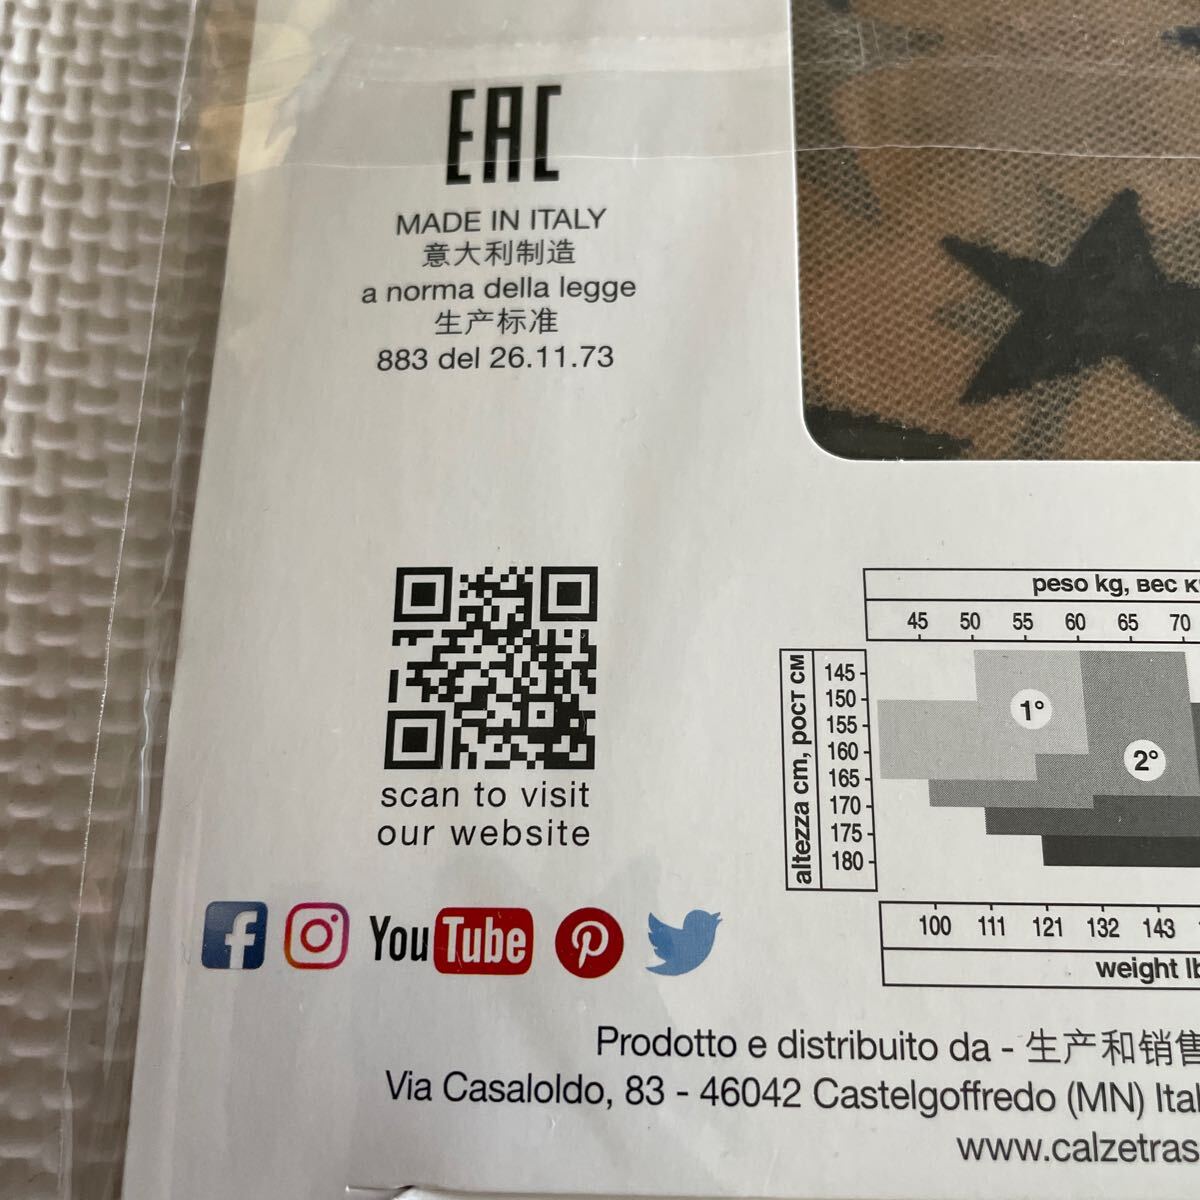 EAC
MADE IN ITALY
意大利制造
a norma della legge
生产标准
883 del 26.11.73
scan to visit
our website
YouTube
peso kg, вес
45 50 55 60 65 70
altezza cm, рост см
145
150
155
160
165
170
175
180
1°
2°
100 111 121 132 143
weight
Prodotto e distribuito da - 生产和销售
Via Casaloldo, 83 - 46042 Castelgoffredo (MN)
www.calzetras